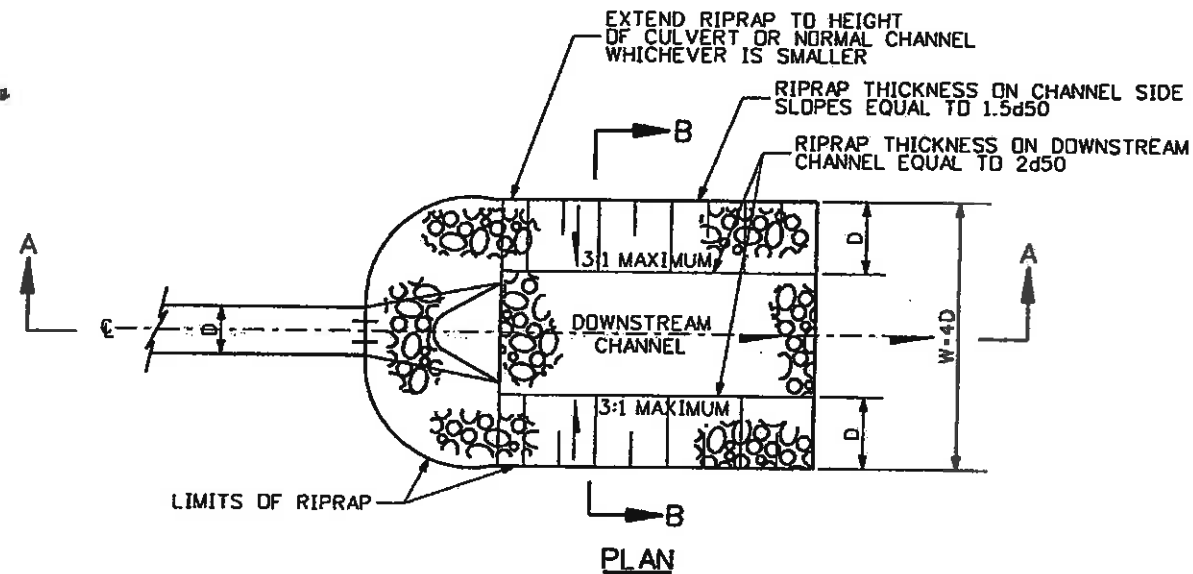 EXTEND RIPRAP TO HEIGHT
OF CULVERT OR NORMAL CHANNEL
WHICHEVER IS SMALLER
RIPRAP THICKNESS ON CHANNEL SIDE
SLOPES EQUAL TO 1.5d50
B
RIPRAP THICKNESS ON DOWNSTREAM
CHANNEL EQUAL TO 2d50
A
D
3:1 MAXIMUM
A
℄
D
DOWNSTREAM
CHANNEL
W=4D
3:1 MAXIMUM
D
LIMITS OF RIPRAP
B
PLAN